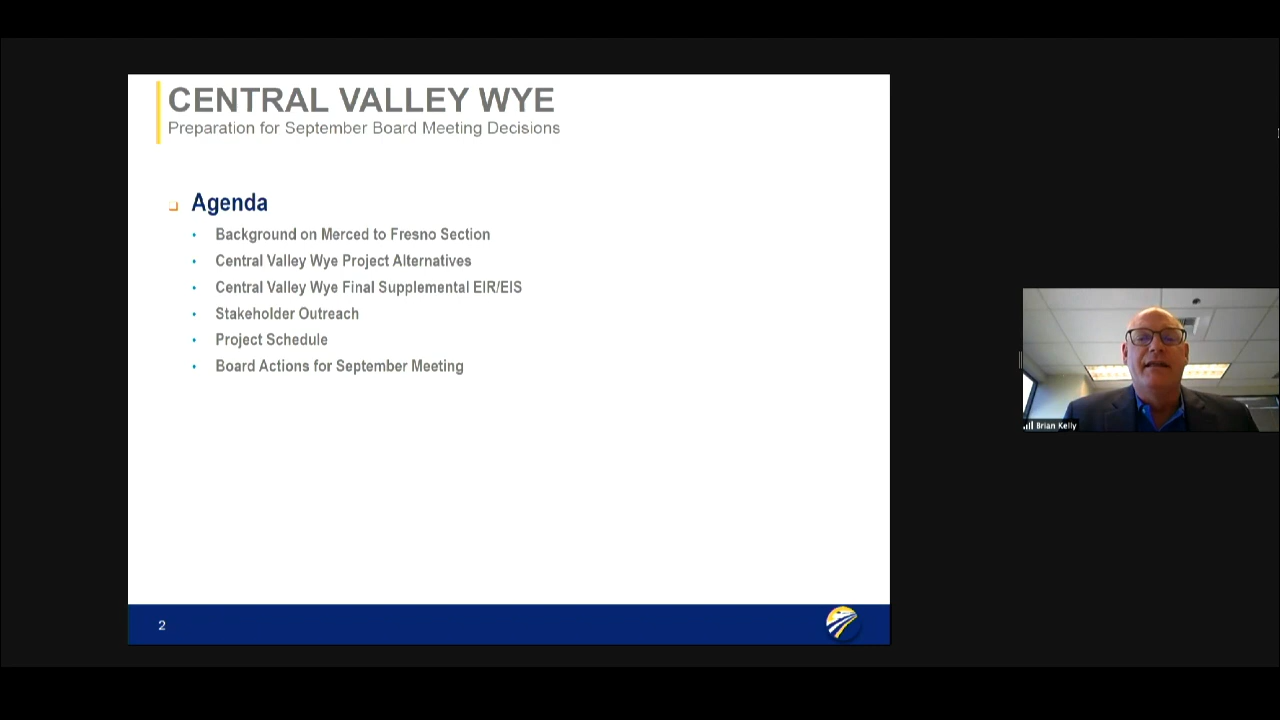 CENTRAL VALLEY WYE
Preparation for September Board Meeting Decisions
Agenda
Background on Merced to Fresno Section
Central Valley Wye Project Alternatives
Central Valley Wye Final Supplemental EIR/EIS
Stakeholder Outreach
Project Schedule
Board Actions for September Meeting
2
Brian Kelly